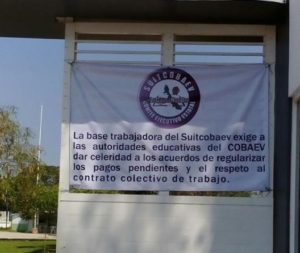 SUITCOBAEV
COMITÉ EJECUTIVO ESTATAL
La base trabajadora del Suitcobaev exige a
las autoridades educativas del COBAEV
dar celeridad a los acuerdos de regularizar
los pagos pendientes y el respeto al
contrato colectivo de trabajo.